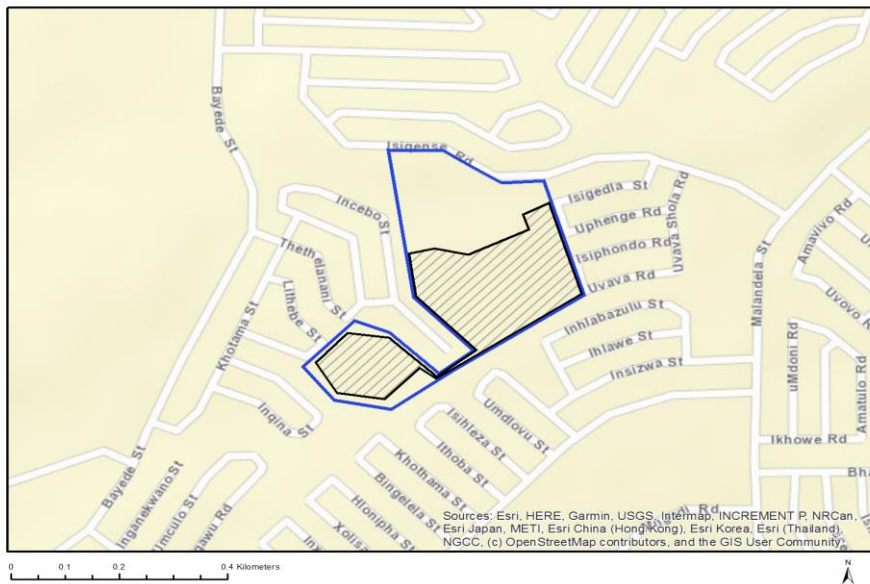 Isigense Rd
Bayede St
Isigedla St
Incebo St
Uphenge Rd
Uvava Shola Rd
Amavivo Rd
Isiphondo Rd
Thethelanani St
Uvava Rd
Malandela St
Lithebe St
Inhlabazulu St
Uvovo R
Khotama St
Ihlawe St
uMdoni Rd
Insizwa St
Amatulo Rd
Umdlovu St
Inqina St
Isihleza St
Ikhowe Rd
Ithoba St
Khothama St
Bha
Bayede St
Inganekwano St
Bingelela St
Umculo St
Hlonipha St
gawu Rd
Xolisa
Sources: Esri, HERE, Garmin, USGS, Intermap, INCREMENT P, NRCan,
Esri Japan, METI, Esri China (Hong Kong), Esri Korea, Esri (Thailand),
NGCC, (c) OpenStreetMap contributors, and the GIS User Community
0 0.1 0.2 0.4 Kilometers
N